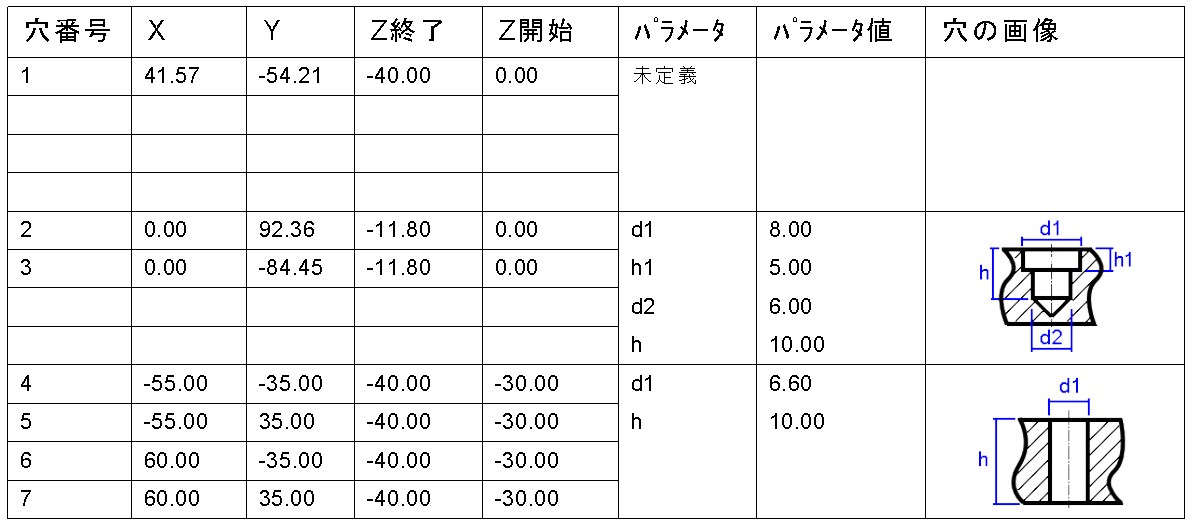 穴番号 X Y Z終了 Z開始 ﾊﾟﾗﾒｰﾀ ﾊﾟﾗﾒｰﾀ値 穴の画像
1 41.57 -54.21 -40.00 0.00 未定義
2 0.00 92.36 -11.80 0.00 d1 8.00
3 0.00 -84.45 -11.80 0.00 h1 5.00
d2 6.00
h 10.00
d1
h h1
d2
4 -55.00 -35.00 -40.00 -30.00 d1 6.60
5 -55.00 35.00 -40.00 -30.00 h 10.00
6 60.00 -35.00 -40.00 -30.00
7 60.00 35.00 -40.00 -30.00
d1
h